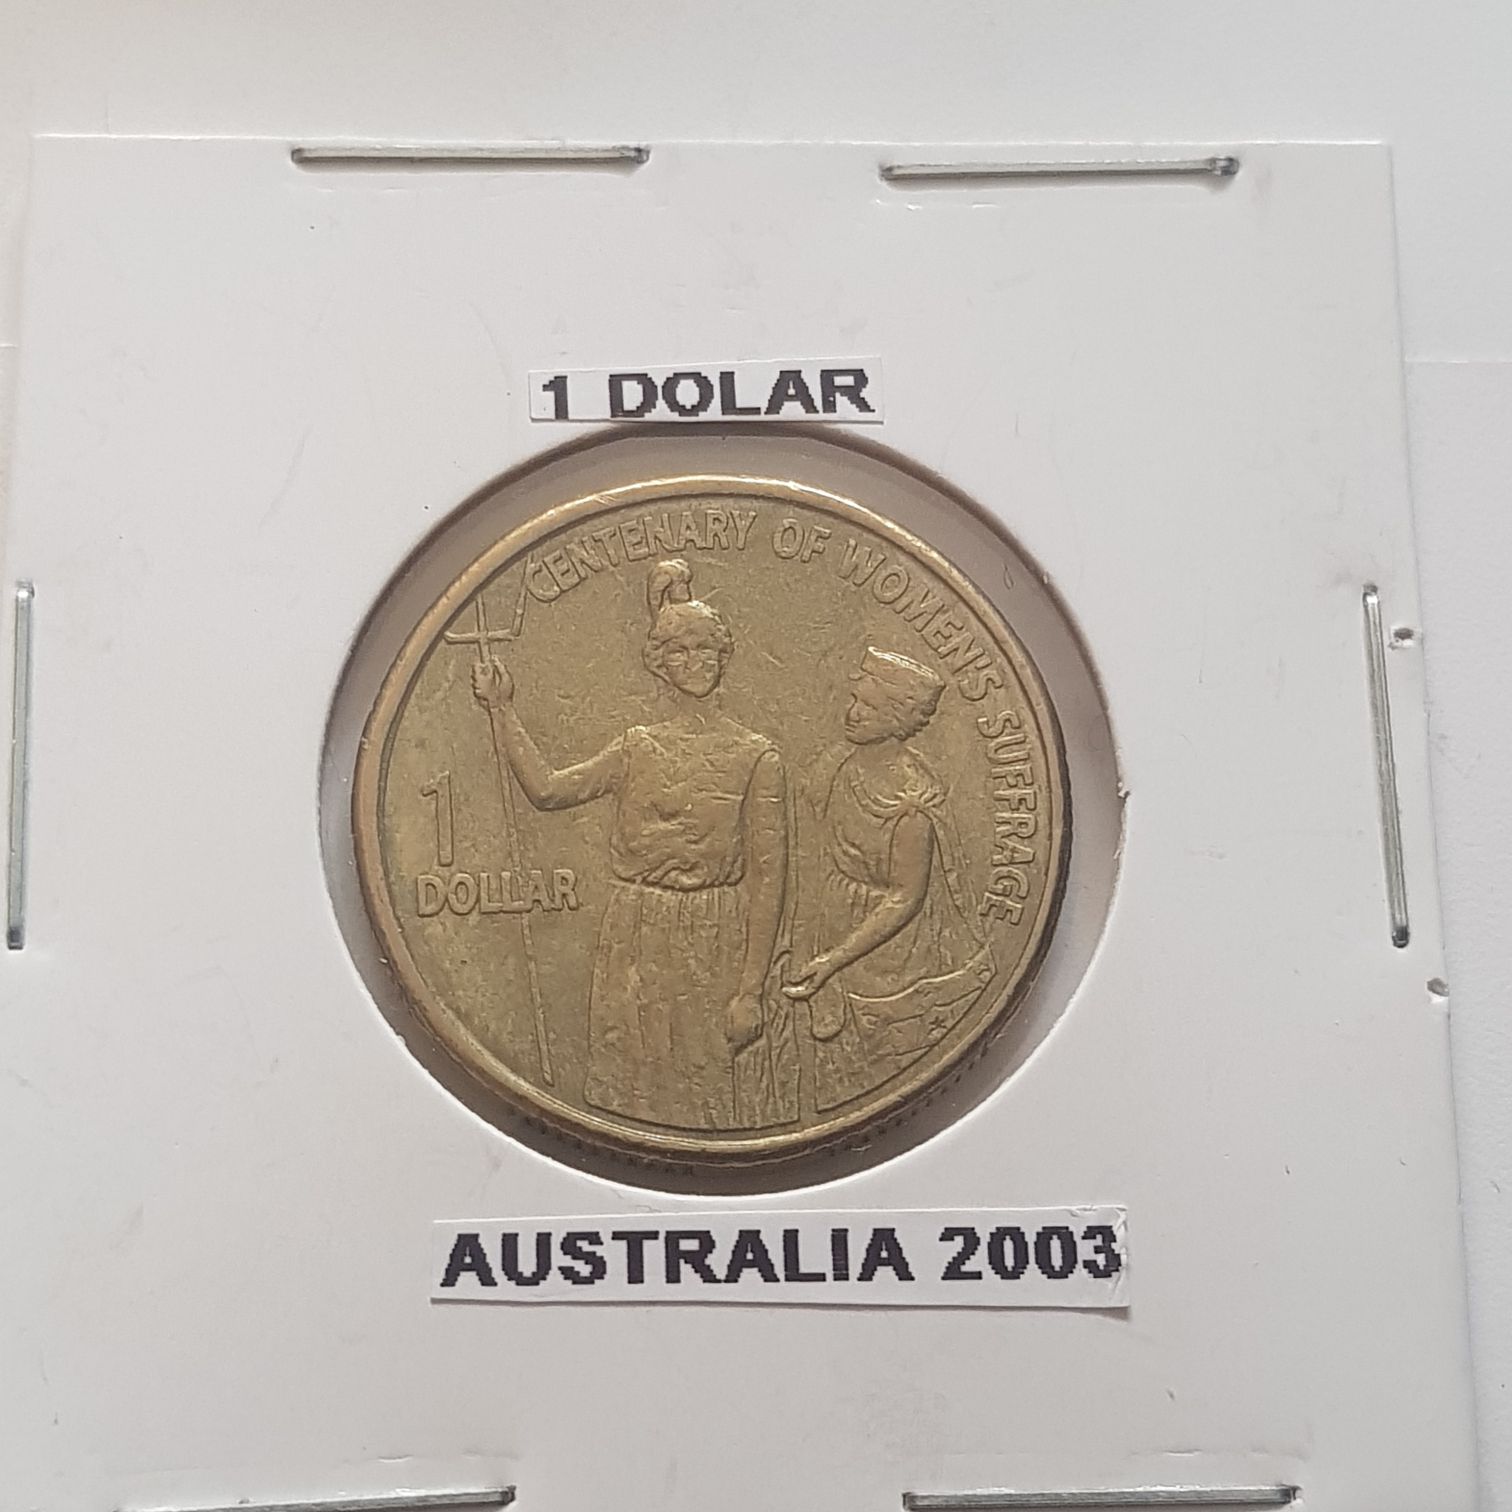 1 DOLAR
CENTENARY OF WOMEN'S SUFFRAGE
1
DOLLAR
AUSTRALIA 2003